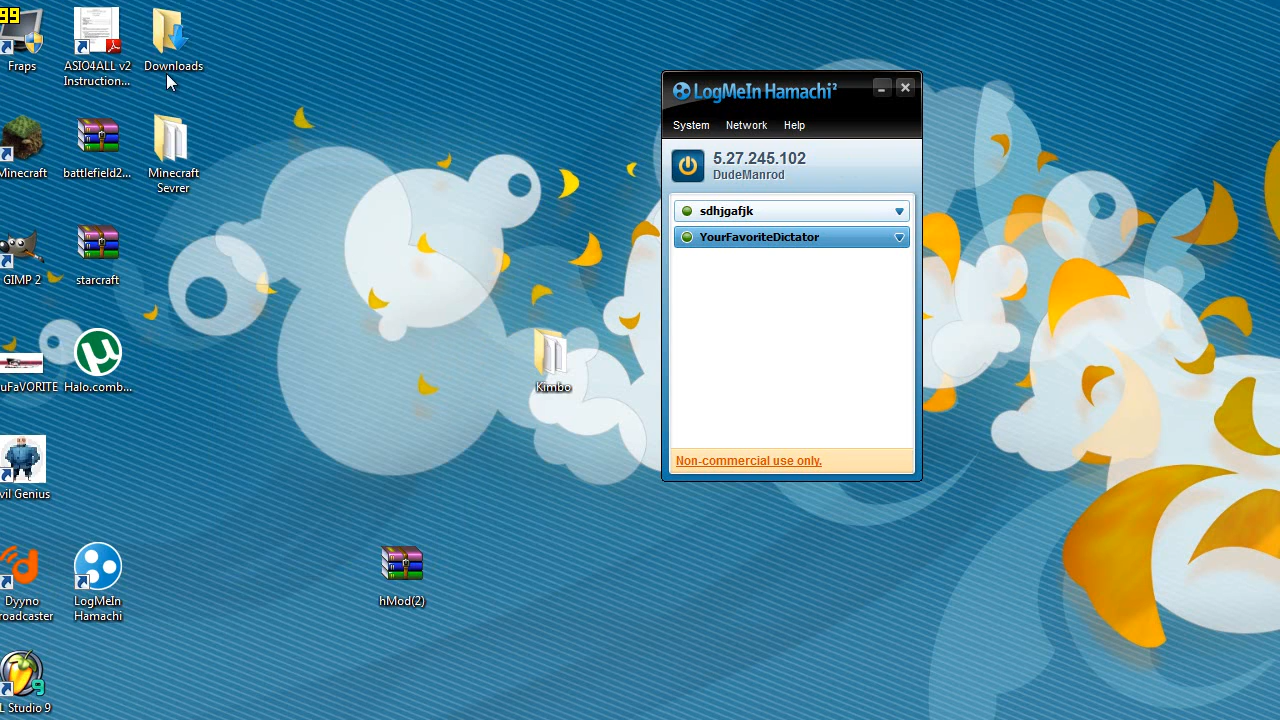 99
Fraps
ASIO4ALL v2
Instruction...
Downloads
Minecraft
battlefield2...
Minecraft
Sevrer
GIMP 2
starcraft
uFaVORITE
Halo.comb...
Kimbo
vil Genius
Dyyno
roadcaster
LogMeIn
Hamachi
hMod(2)
L Studio 9
LogMeIn Hamachi²
System Network Help
5.27.245.102
DudeManrod
sdhjgafjk
YourFavoriteDictator
Non-commercial use only.